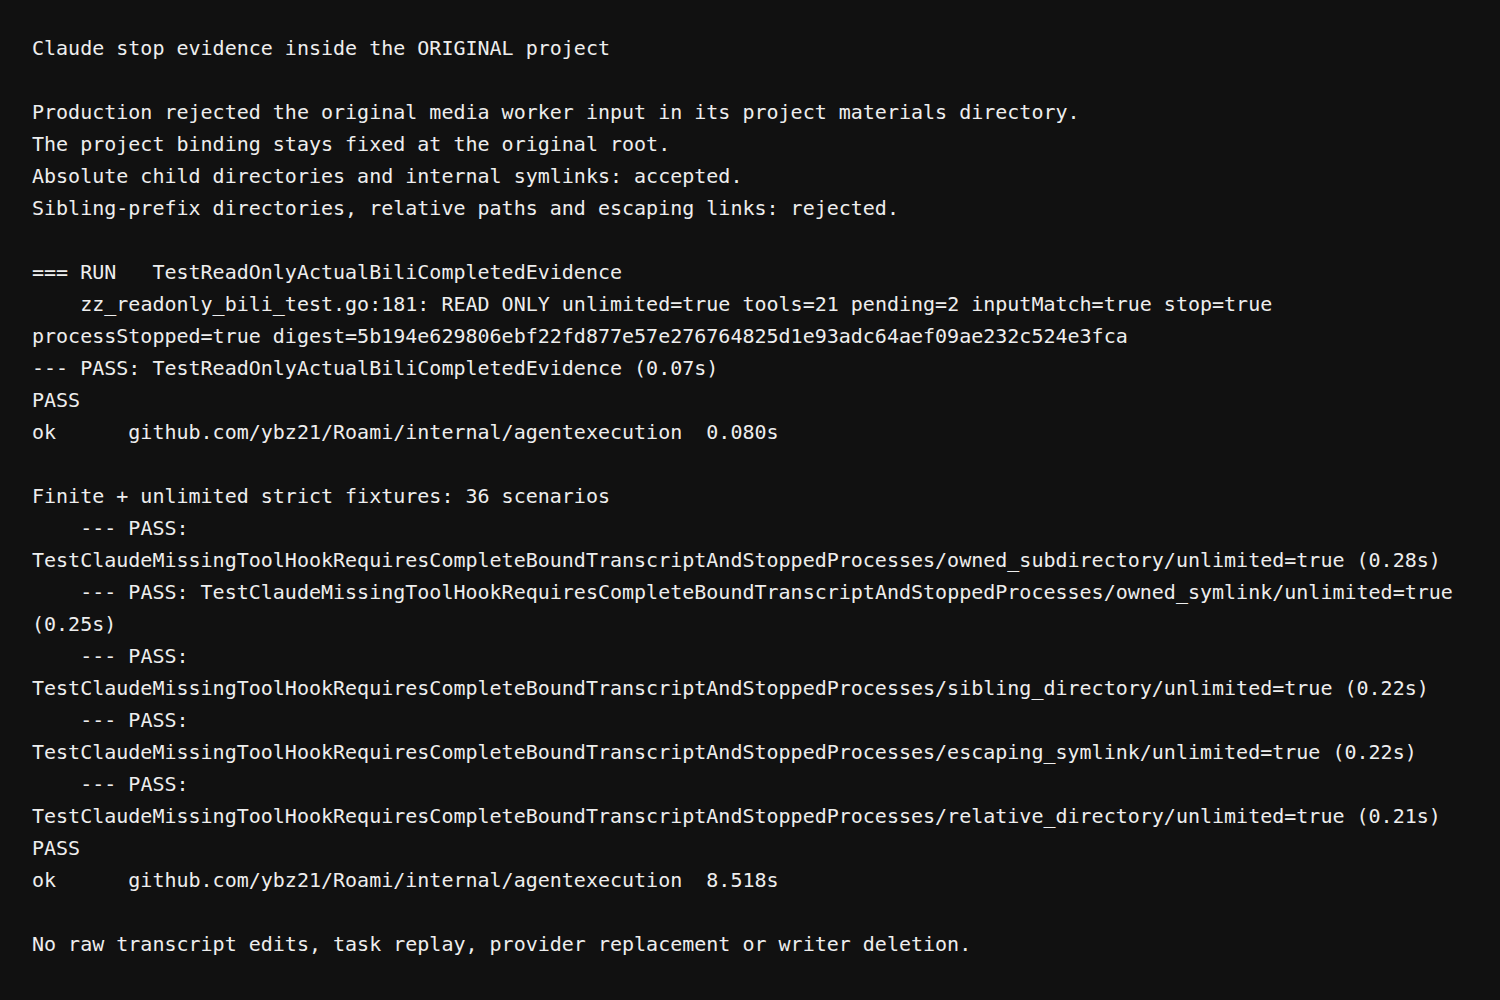 Claude stop evidence inside the ORIGINAL project
Production rejected the original media worker input in its project materials directory.
The project binding stays fixed at the original root.
Absolute child directories and internal symlinks: accepted.
Sibling-prefix directories, relative paths and escaping links: rejected.
=== RUN   TestReadOnlyActualBiliCompletedEvidence
    zz_readonly_bili_test.go:181: READ ONLY unlimited=true tools=21 pending=2 inputMatch=true stop=true
processStopped=true digest=5b194e629806ebf22fd877e57e276764825d1e93adc64aef09ae232c524e3fca
--- PASS: TestReadOnlyActualBiliCompletedEvidence (0.07s)
PASS
ok      github.com/ybz21/Roami/internal/agentexecution  0.080s
Finite + unlimited strict fixtures: 36 scenarios
    --- PASS:
TestClaudeMissingToolHookRequiresCompleteBoundTranscriptAndStoppedProcesses/owned_subdirectory/unlimited=true (0.28s)
    --- PASS: TestClaudeMissingToolHookRequiresCompleteBoundTranscriptAndStoppedProcesses/owned_symlink/unlimited=true
(0.25s)
    --- PASS:
TestClaudeMissingToolHookRequiresCompleteBoundTranscriptAndStoppedProcesses/sibling_directory/unlimited=true (0.22s)
    --- PASS:
TestClaudeMissingToolHookRequiresCompleteBoundTranscriptAndStoppedProcesses/escaping_symlink/unlimited=true (0.22s)
    --- PASS:
TestClaudeMissingToolHookRequiresCompleteBoundTranscriptAndStoppedProcesses/relative_directory/unlimited=true (0.21s)
PASS
ok      github.com/ybz21/Roami/internal/agentexecution  8.518s
No raw transcript edits, task replay, provider replacement or writer deletion.